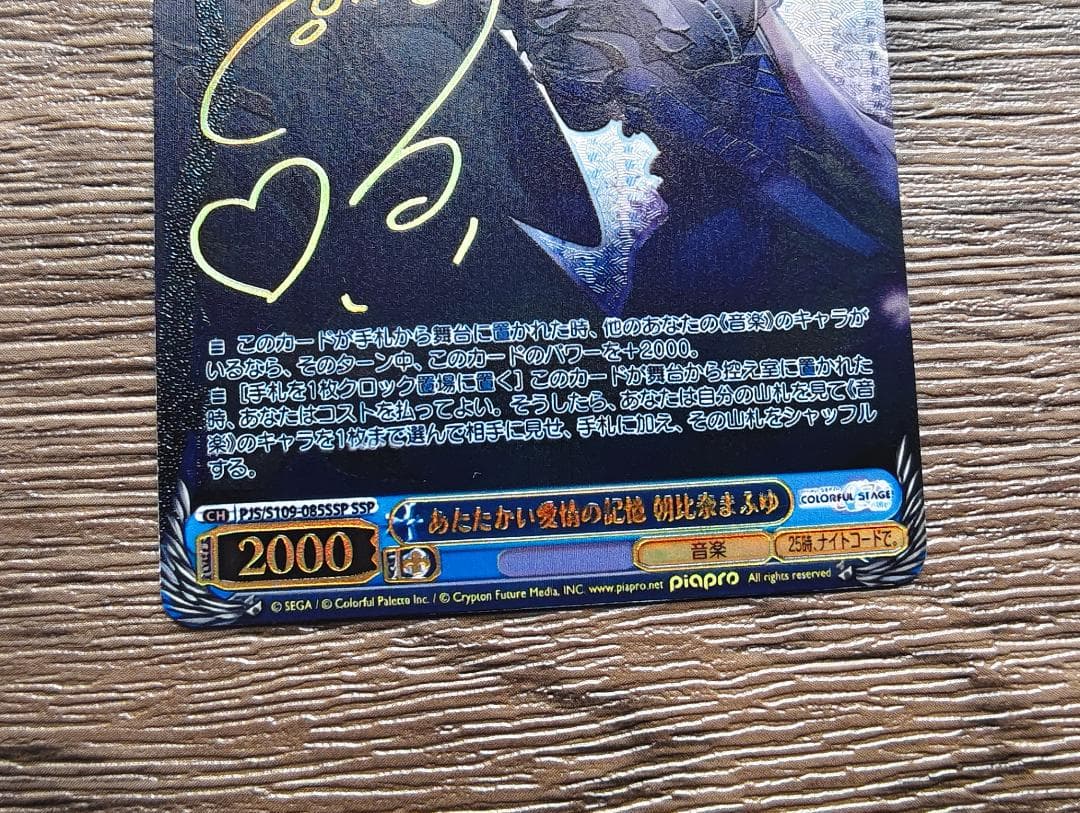 自 このカードが手札から舞台に置かれた時、他のあなたの《音楽》のキャラが
いるなら、そのターン中、このカードのパワーを+2000。
自 [手札を1枚クロック置場に置く] このカードが舞台から控え室に置かれた
時、あなたはコストを払ってよい。そうしたら、あなたは自分の山札を見て《音
楽》のキャラを1枚まで選んで相手に見せ、手札に加え、その山札をシャッフル
する。
CH PJS/S109-085SSP SSP
あたたかい愛情の記憶 朝比奈まふゆ
COLORFUL STAGE!
2000
音楽
25時、ナイトコードで。
© SEGA / © Colorful Palette Inc. / © Crypton Future Media, INC. www.piapro.net piapro All rights reserved